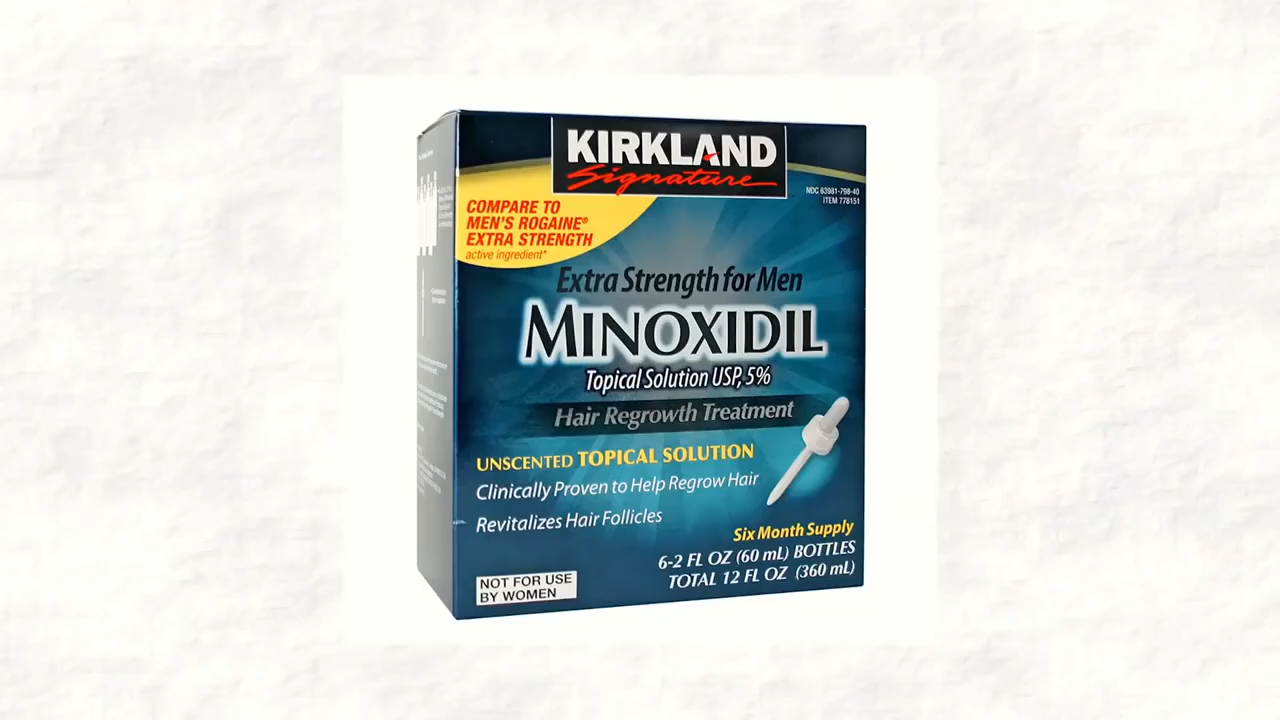 KIRKLAND
Signature
NDC 63981-798-40
ITEM 778151
COMPARE TO
MEN'S ROGAINE®
EXTRA STRENGTH
active ingredient*
Extra Strength for Men
MINOXIDIL
Topical Solution USP, 5%
Hair Regrowth Treatment
UNSCENTED TOPICAL SOLUTION
Clinically Proven to Help Regrow Hair
Revitalizes Hair Follicles
Six Month Supply
6-2 FL OZ (60 mL) BOTTLES
TOTAL 12 FL OZ (360 mL)
NOT FOR USE
BY WOMEN